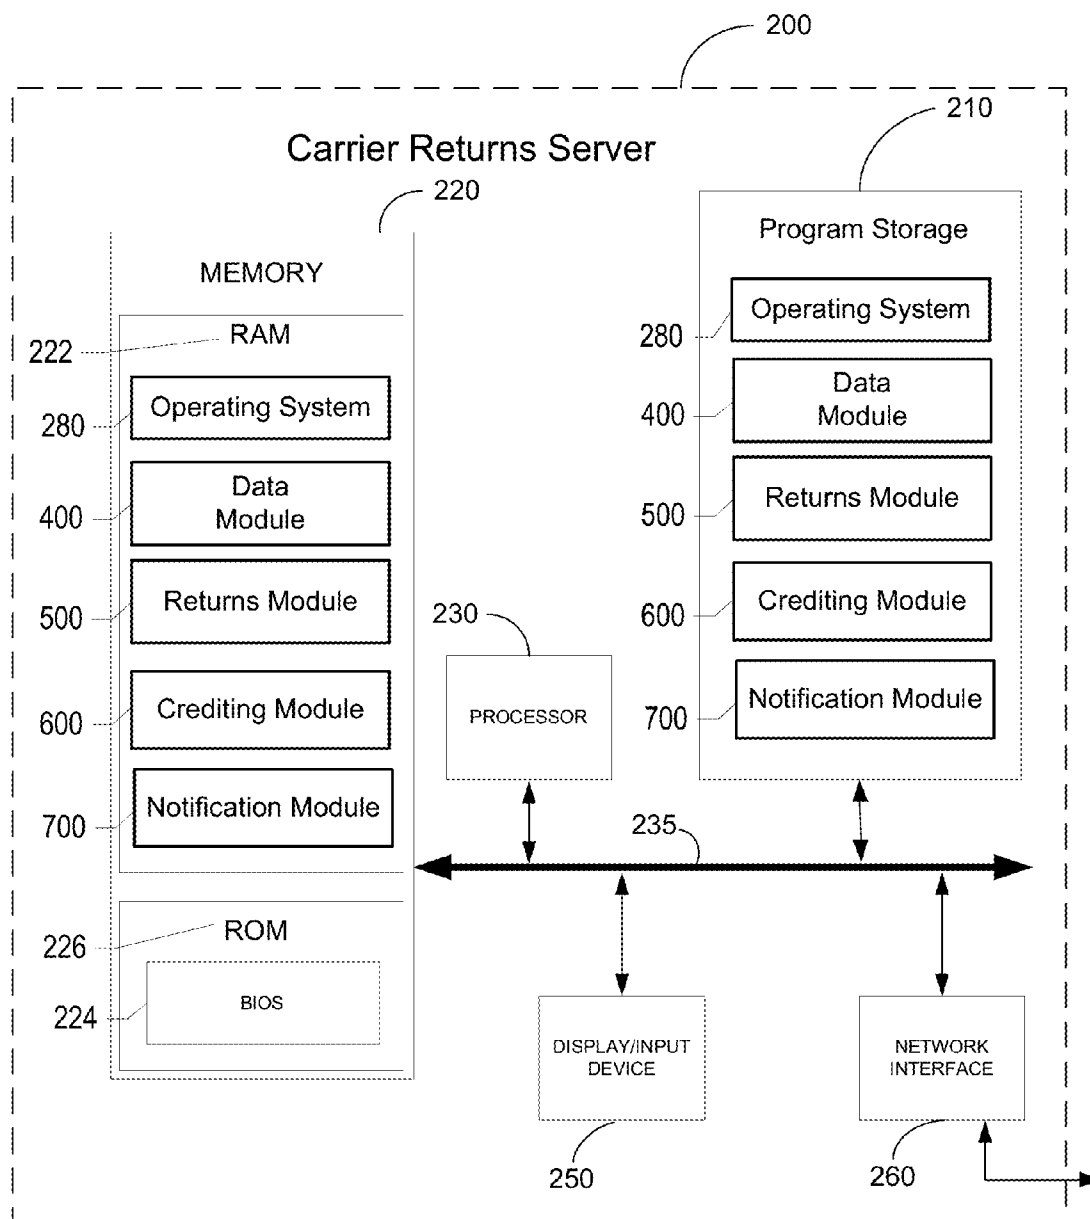 200
210
Carrier Returns Server
220
Program Storage
MEMORY
Operating System
280
RAM
222
Data
Module
400
Operating System
280
Returns Module
500
Data
Module
400
Crediting Module
600
Returns Module
500
230
Notification Module
700
PROCESSOR
Crediting Module
600
Notification Module
700
235
ROM
226
BIOS
224
DISPLAY/INPUT
DEVICE
NETWORK
INTERFACE
250
260